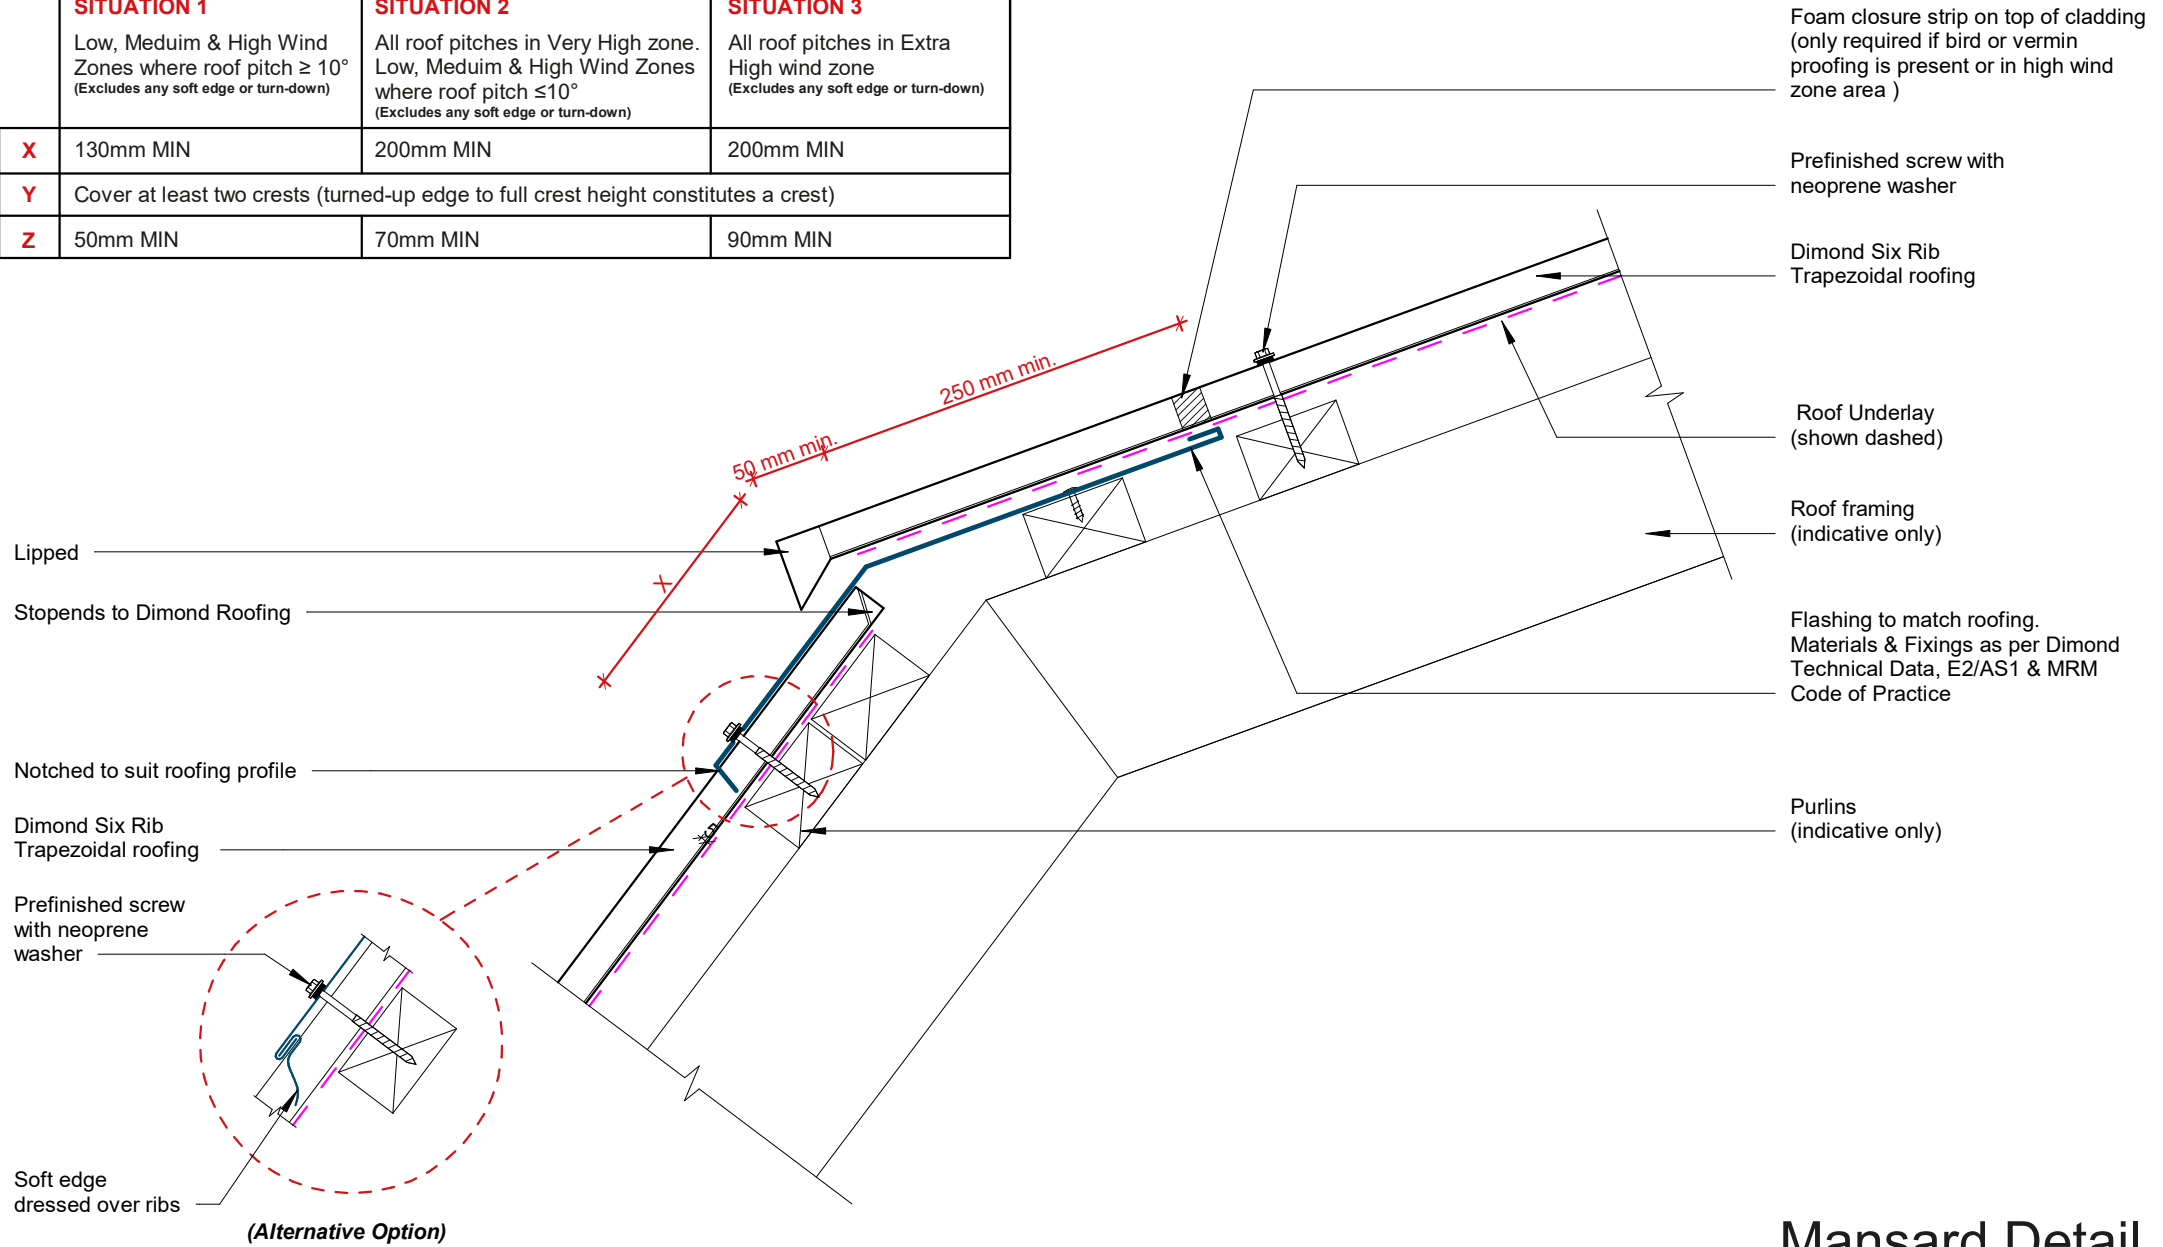 SITUATION 1
Low, Meduim & High Wind
Zones where roof pitch ≥ 10°
(Excludes any soft edge or turn-down)
SITUATION 2
All roof pitches in Very High zone.
Low, Meduim & High Wind Zones
where roof pitch ≤10°
(Excludes any soft edge or turn-down)
SITUATION 3
All roof pitches in Extra
High wind zone
(Excludes any soft edge or turn-down)
X 130mm MIN 200mm MIN 200mm MIN
Y Cover at least two crests (turned-up edge to full crest height constitutes a crest)
Z 50mm MIN 70mm MIN 90mm MIN
Foam closure strip on top of cladding
(only required if bird or vermin
proofing is present or in high wind
zone area )
Prefinished screw with
neoprene washer
Dimond Six Rib
Trapezoidal roofing
250 mm min.
50 mm min.
X
Roof Underlay
(shown dashed)
Roof framing
(indicative only)
Flashing to match roofing.
Materials & Fixings as per Dimond
Technical Data, E2/AS1 & MRM
Code of Practice
Purlins
(indicative only)
Lipped
Stopends to Dimond Roofing
Notched to suit roofing profile
Dimond Six Rib
Trapezoidal roofing
Prefinished screw
with neoprene
washer
Soft edge
dressed over ribs
(Alternative Option)
Mansard Detail